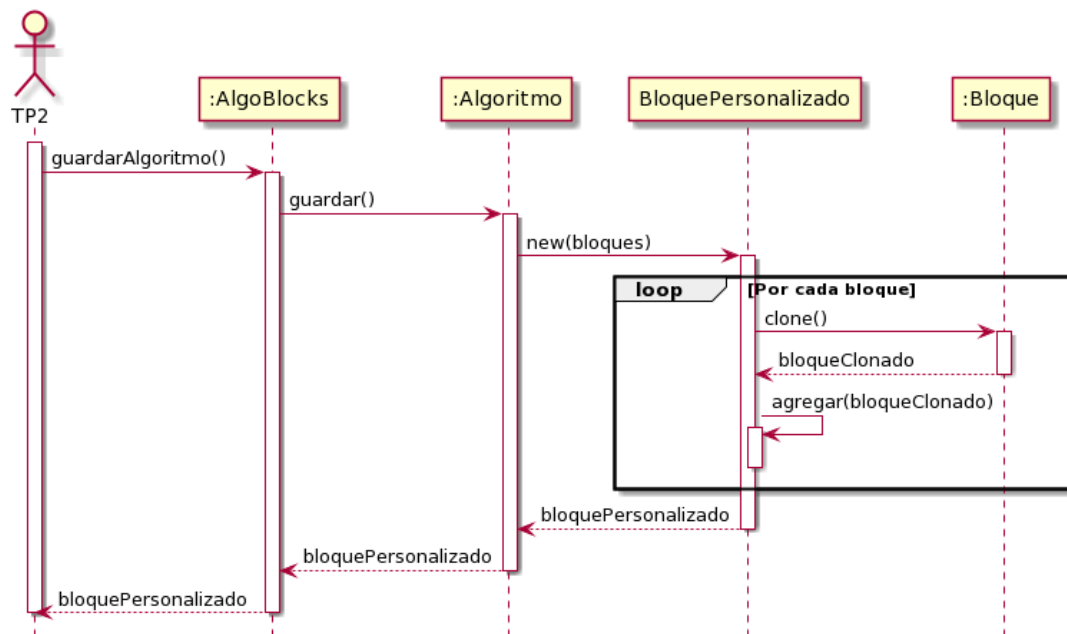 TP2
:AlgoBlocks
:Algoritmo
BloquePersonalizado
:Bloque
guardarAlgoritmo()
guardar()
new(bloques)
loop
[Por cada bloque]
clone()
bloqueClonado
agregar(bloqueClonado)
bloquePersonalizado
bloquePersonalizado
bloquePersonalizado